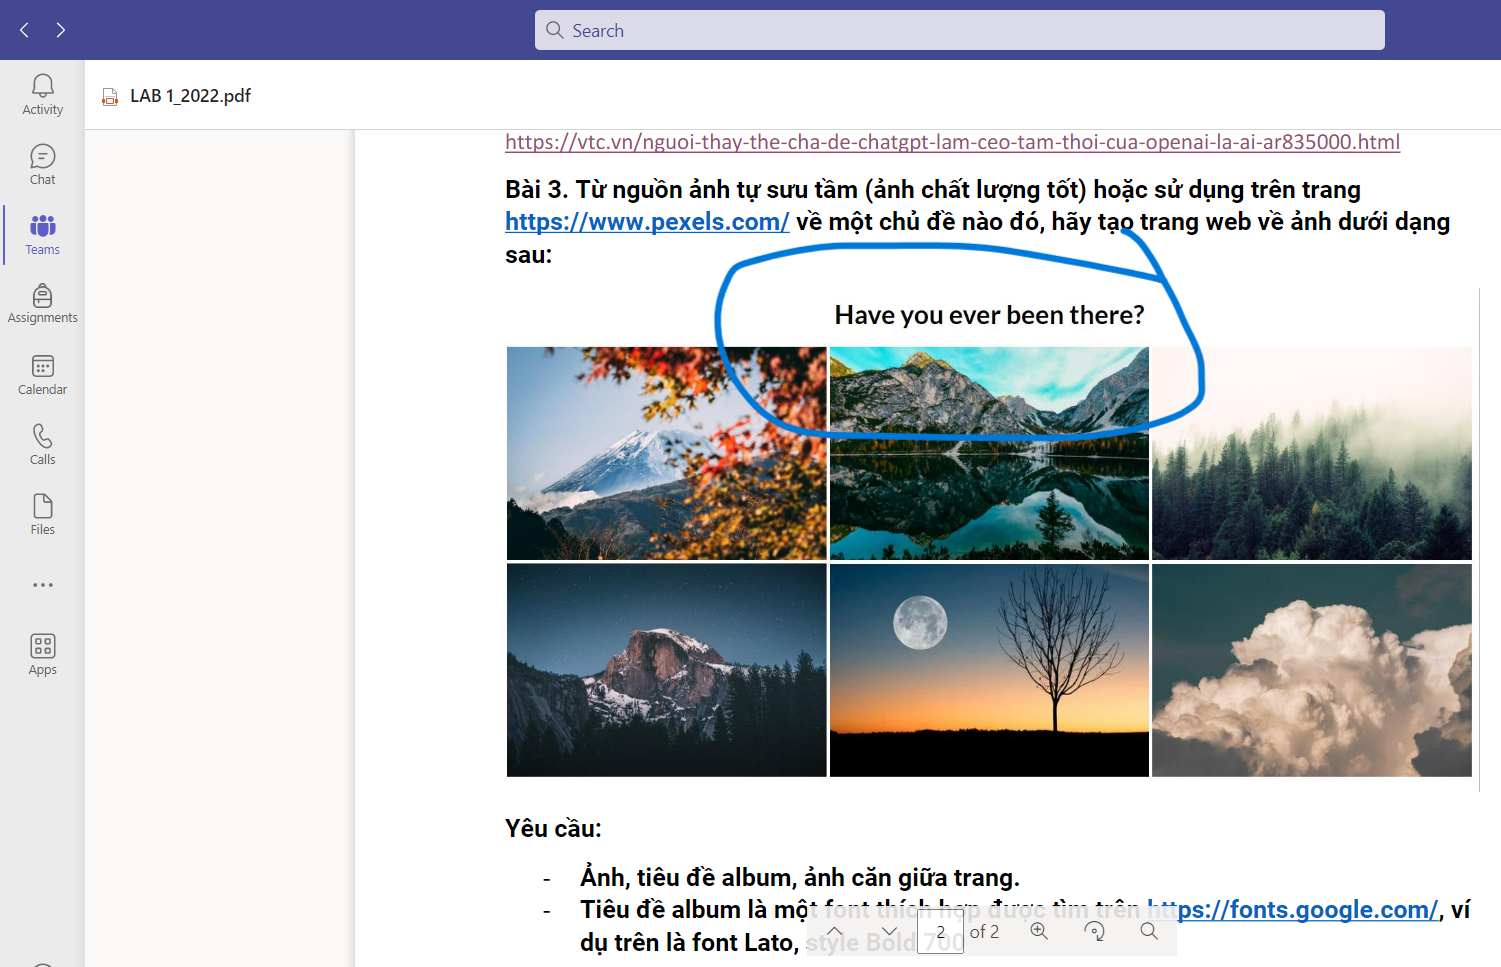 Search
Activity
Chat
Teams
Assignments
Calendar
Calls
Files
Apps
LAB 1_2022.pdf
https://vtc.vn/nguoi-thay-the-cha-de-chatgpt-lam-ceo-tam-thoi-cua-openai-la-ai-ar835000.html
Bài 3. Từ nguồn ảnh tự sưu tầm (ảnh chất lượng tốt) hoặc sử dụng trên trang
https://www.pexels.com/ về một chủ đề nào đó, hãy tạo trang web về ảnh dưới dạng
sau:
Have you ever been there?
Yêu cầu:
- Ảnh, tiêu đề album, ảnh căn giữa trang.
- Tiêu đề album là một font thích hợp được tìm trên https://fonts.google.com/, ví
dụ trên là font Lato, style Bold 700
2 of 2